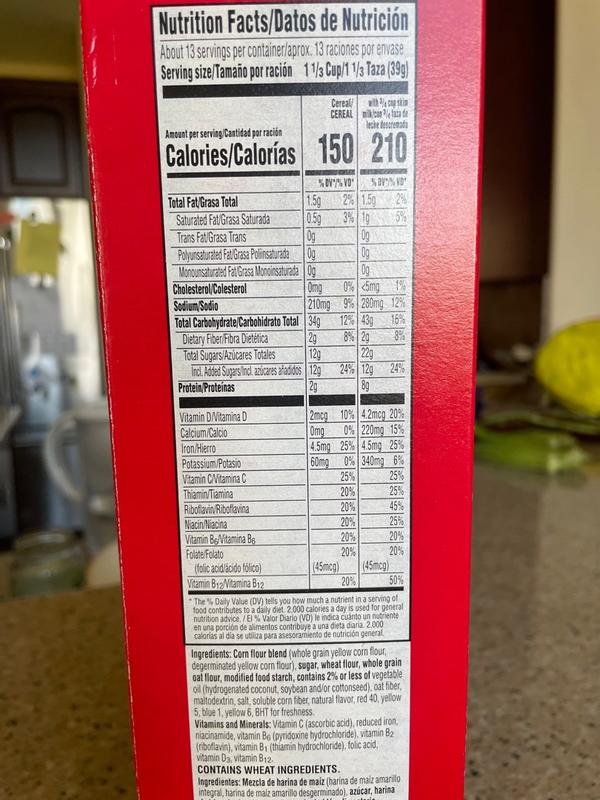 Nutrition Facts/Datos de Nutrición
About 13 servings per container/aprox. 13 raciones por envase
Serving size/Tamaño por ración 1 1/3 Cup/1 1/3 Taza (39g)
Cereal/ with 3/4 cup skim
CEREAL milk/con 3/4 taza de
leche descremada
Amount per serving/Cantidad por ración
Calories/Calorías 150 210
% DV*/% VD* % DV*/% VD*
Total Fat/Grasa Total 1.5g 2% 1.5g 2%
Saturated Fat/Grasa Saturada 0.5g 3% 1g 5%
Trans Fat/Grasa Trans 0g 0g
Polyunsaturated Fat/Grasa Poliinsaturada 0g 0g
Monounsaturated Fat/Grasa Monoinsaturada 0g 0g
Cholesterol/Colesterol 0mg 0% <5mg 1%
Sodium/Sodio 210mg 9% 280mg 12%
Total Carbohydrate/Carbohidrato Total 34g 12% 43g 16%
Dietary Fiber/Fibra Dietética 2g 8% 2g 8%
Total Sugars/Azúcares Totales 12g 22g
Incl. Added Sugars/Incl. azúcares añadidos 12g 24% 12g 24%
Protein/Proteínas 2g 8g
Vitamin D/Vitamina D 2mcg 10% 4.2mcg 20%
Calcium/Calcio 0mg 0% 220mg 15%
Iron/Hierro 4.5mg 25% 4.5mg 25%
Potassium/Potasio 60mg 0% 340mg 6%
Vitamin C/Vitamina C 25% 25%
Thiamin/Tiamina 20% 25%
Riboflavin/Riboflavina 20% 45%
Niacin/Niacina 20% 25%
Vitamin B6/Vitamina B6 20% 20%
Folate/Folato 20% 20%
(folic acid/ácido fólico) (45mcg) (45mcg)
Vitamin B12/Vitamina B12 20% 50%
* The % Daily Value (DV) tells you how much a nutrient in a serving of
food contributes to a daily diet. 2,000 calories a day is used for general
nutrition advice. / El % Valor Diario (VD) le indica cuánto un nutriente
en una porción de alimentos contribuye a una dieta diaria. 2,000
calorías al día se utiliza para asesoramiento de nutrición general.
Ingredients: Corn flour blend (whole grain yellow corn flour,
degerminated yellow corn flour), sugar, wheat flour, whole grain
oat flour, modified food starch, contains 2% or less of vegetable
oil (hydrogenated coconut, soybean and/or cottonseed), oat fiber,
maltodextrin, salt, soluble corn fiber, natural flavor, red 40, yellow
5, blue 1, yellow 6, BHT for freshness.
Vitamins and Minerals: Vitamin C (ascorbic acid), reduced iron,
niacinamide, vitamin B6 (pyridoxine hydrochloride), vitamin B2
(riboflavin), vitamin B1 (thiamin hydrochloride), folic acid,
vitamin D3, vitamin B12.
CONTAINS WHEAT INGREDIENTS.
Ingredientes: Mezcla de harina de maíz (harina de maíz amarillo
integral, harina de maíz amarillo desgerminado), azúcar, harina